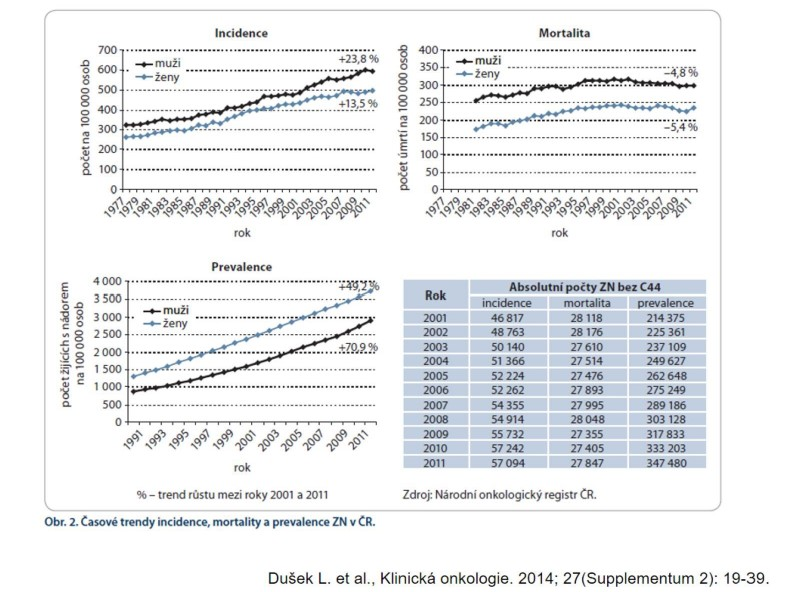 Incidence
700
600
500
400
300
200
100
0
počet na 100 000 osob
muži
ženy
+23,8 %
+13,5 %
1977
1979
1981
1983
1985
1987
1989
1991
1993
1995
1997
1999
2001
2003
2005
2007
2009
2011
rok
Mortalita
400
350
300
250
200
150
100
50
0
počet úmrtí na 100 000 osob
muži
ženy
–4,8 %
–5,4 %
1977
1979
1981
1983
1985
1987
1989
1991
1993
1995
1997
1999
2001
2003
2005
2007
2009
2011
rok
Prevalence
4 000
3 500
3 000
2 500
2 000
1 500
1 000
500
0
počet žijících s nádorem
na 100 000 osob
muži
ženy
+49,2 %
+70,9 %
1991
1993
1995
1997
1999
2001
2003
2005
2007
2009
2011
rok
Rok Absolutní počty ZN bez C44
incidence mortalita prevalence
2001 46 817 28 118 214 375
2002 48 763 28 176 225 361
2003 50 140 27 610 237 109
2004 51 366 27 514 249 627
2005 52 224 27 476 262 648
2006 52 262 27 893 275 249
2007 54 355 27 995 289 186
2008 54 914 28 048 303 128
2009 55 732 27 355 317 833
2010 57 242 27 405 333 203
2011 57 094 27 847 347 480
% – trend růstu mezi roky 2001 a 2011
Zdroj: Národní onkologický registr ČR.
Obr. 2. Časové trendy incidence, mortality a prevalence ZN v ČR.
Dušek L. et al., Klinická onkologie. 2014; 27(Supplementum 2): 19-39.